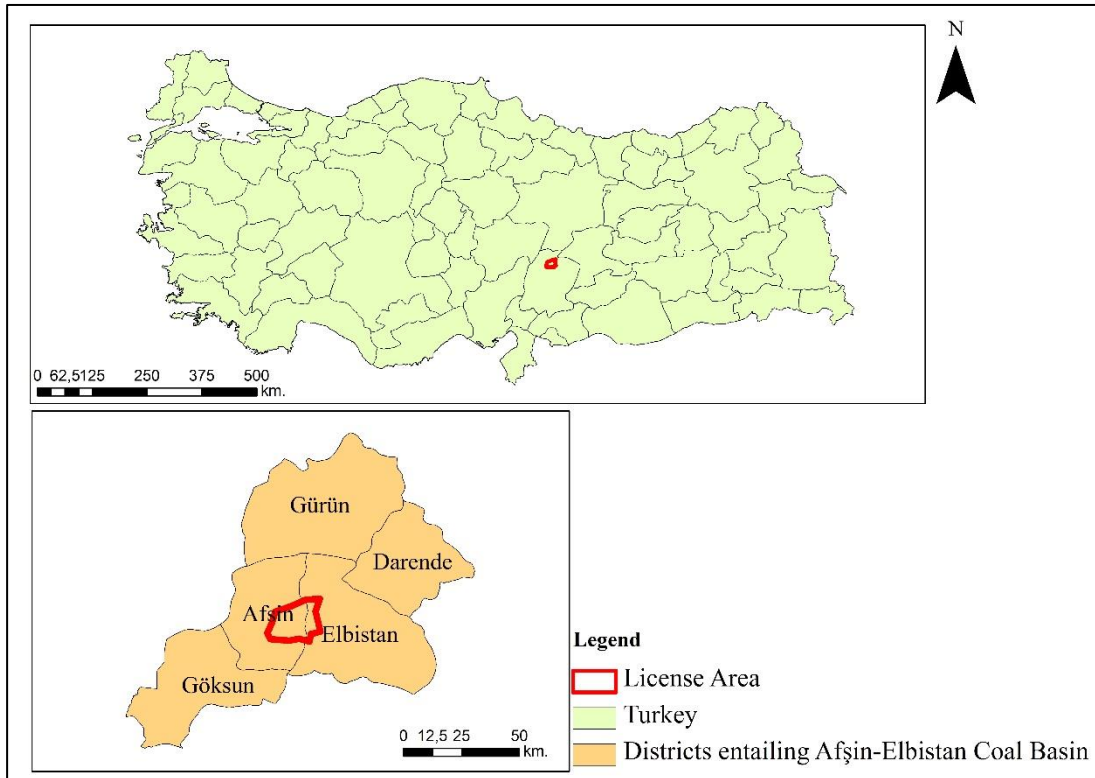 N
0 62,5125 250 375 500
km.
Gürün
Darende
Afşin
Elbistan
Göksun
0 12,5 25 50
km.
Legend
License Area
Turkey
Districts entailing Afşin-Elbistan Coal Basin